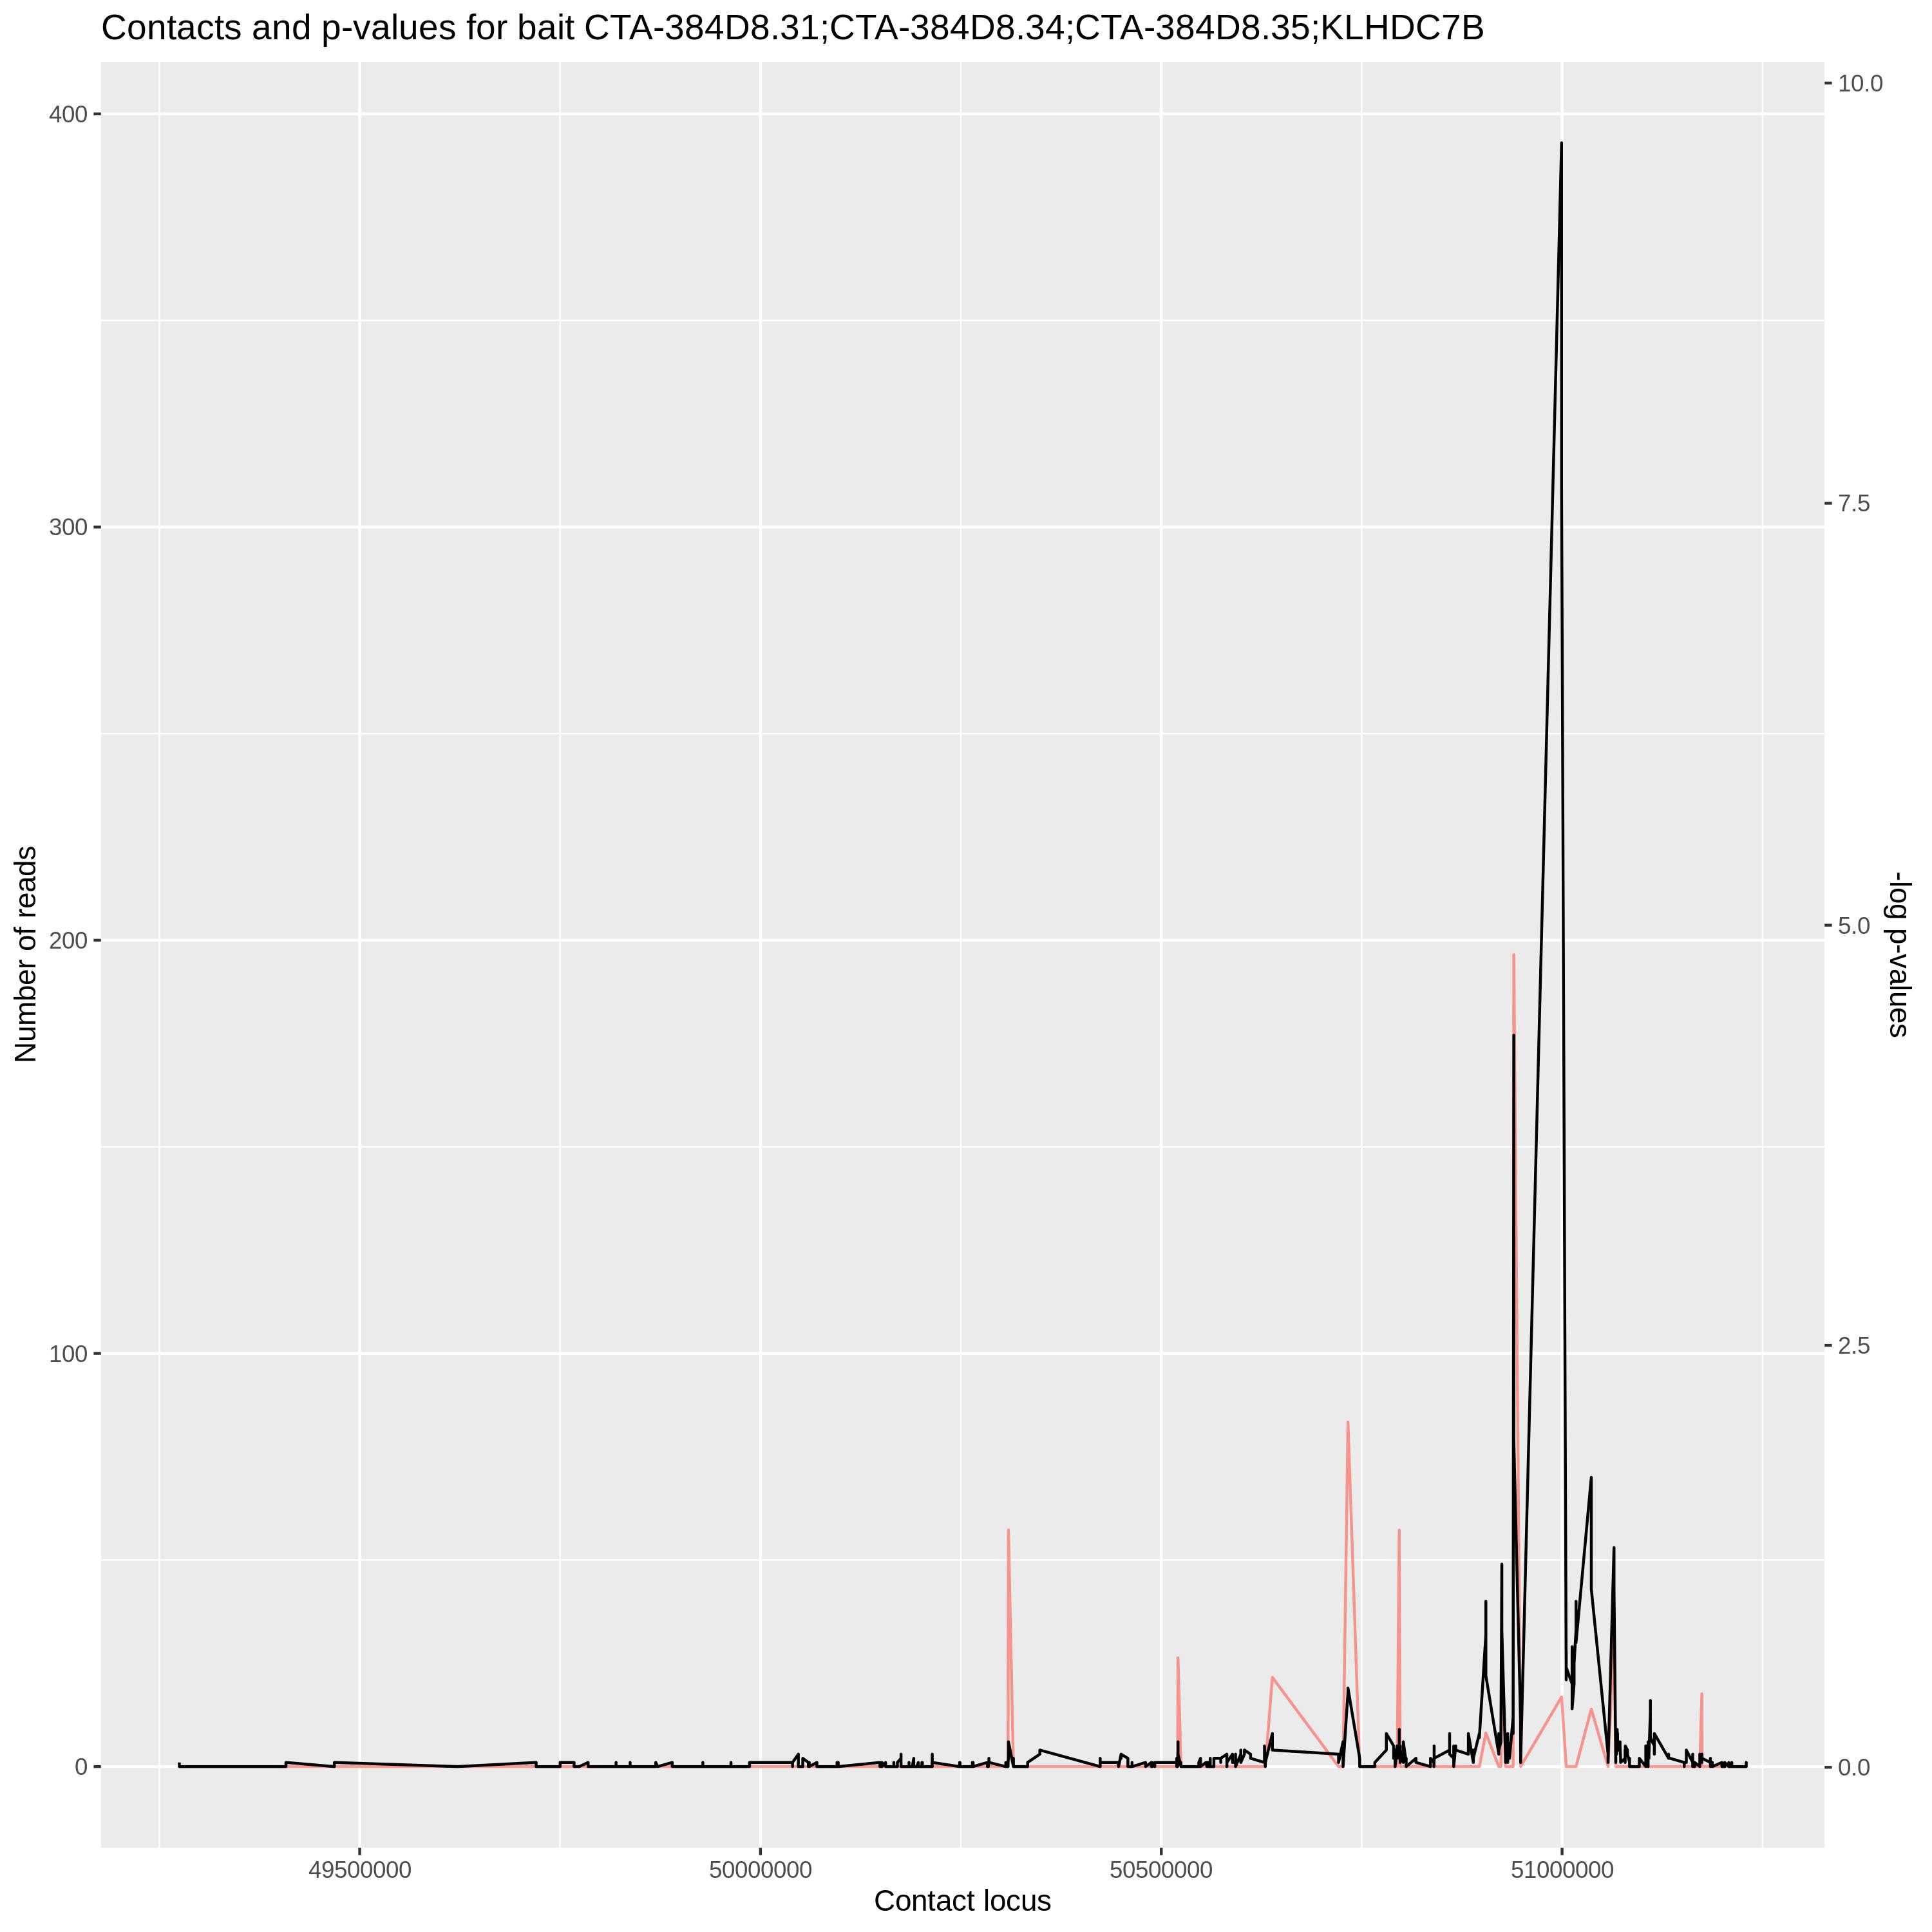 Contacts and p-values for bait CTA-384D8.31;CTA-384D8.34;CTA-384D8.35;KLHDC7B
400
300
200
100
0
Number of reads
10.0
7.5
5.0
2.5
0.0
-log p-values
49500000 50000000 50500000 51000000
Contact locus